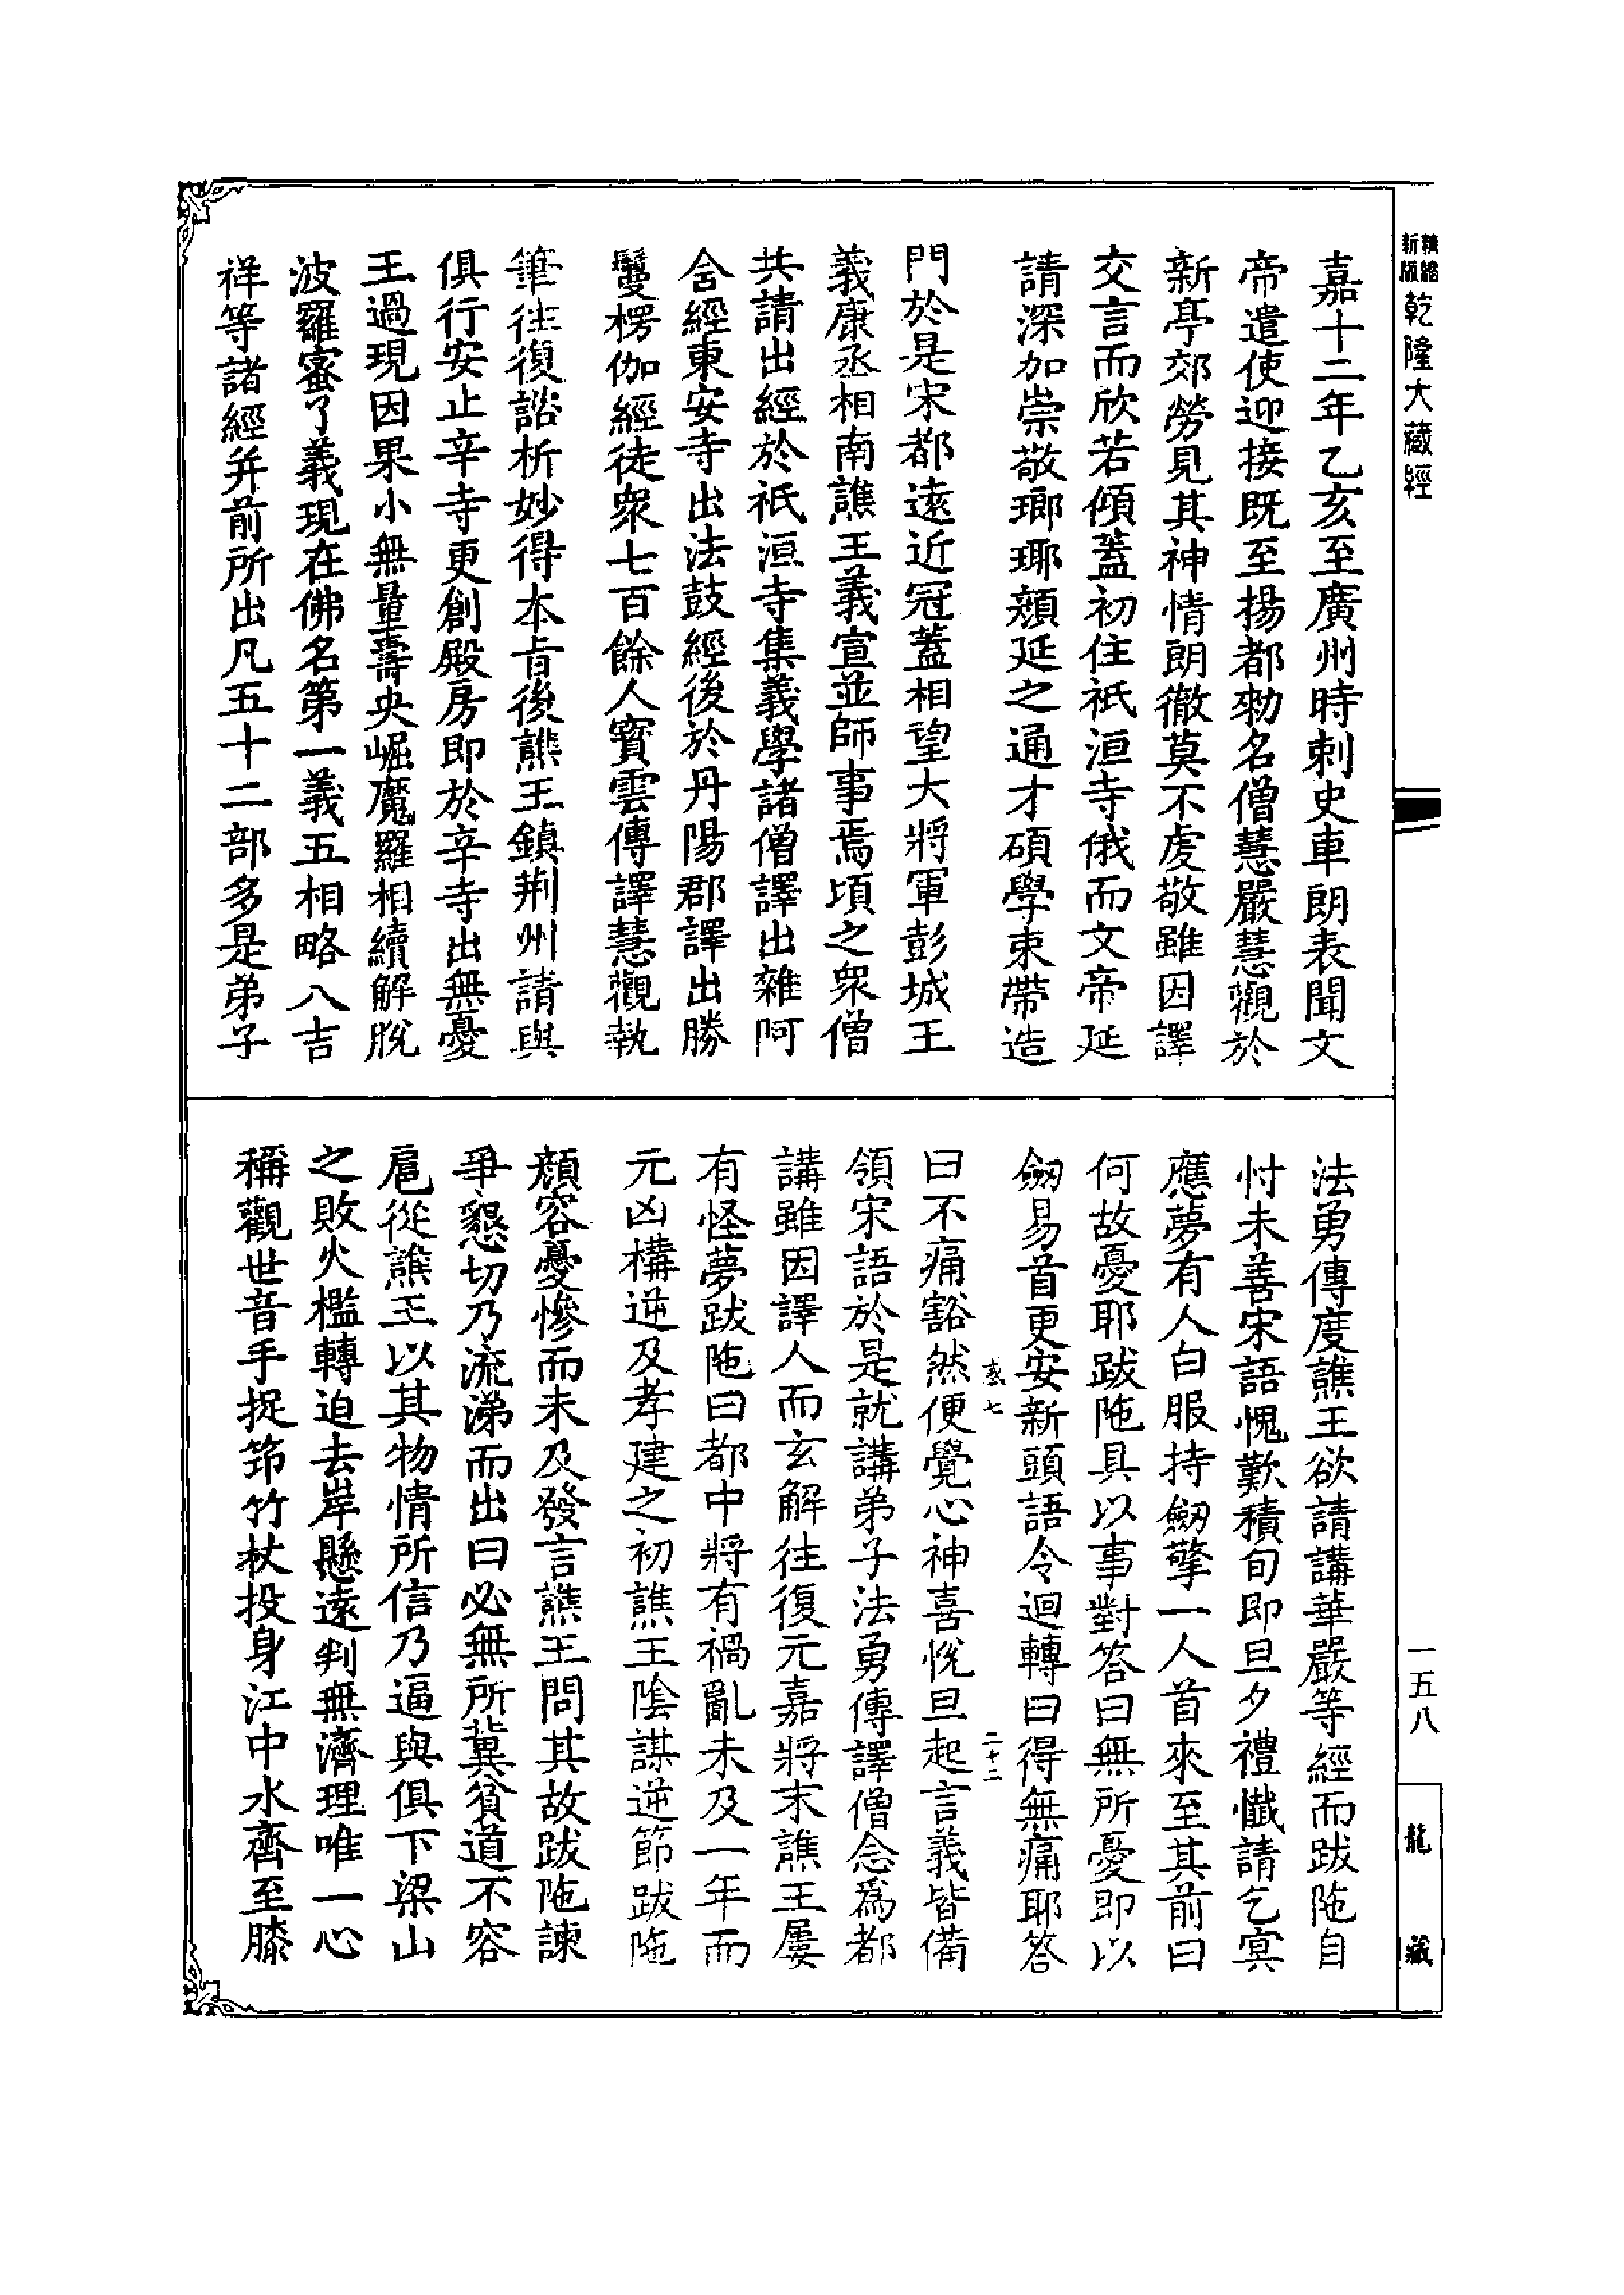 精縮新版 乾隆大藏經
嘉十二年乙亥至廣州時刺史車朗表聞文
帝遣使迎接既至揚都勑名僧慧嚴慧觀於
新亭郊勞見其神情朗徹莫不虔敬雖因譯
交言而欣若傾蓋初住祇洹寺俄而文帝延
請深加崇敬瑯琊顏延之通才碩學束帶造
門於是宋都遠近冠蓋相望大將軍彭城王
義康丞相南譙王義宣並師事焉頃之衆僧
共請出經於祇洹寺集義學諸僧譯出雜阿
含經東安寺出法鼓經後於丹陽郡譯出勝
鬘楞伽經徒衆七百餘人寶雲傳譯慧觀執
筆往復諮析妙得本旨後譙王鎮荆州請與
俱行安止辛寺更創殿房即於辛寺出無憂
王過現因果小無量壽央崛魔羅相續解脫
波羅蜜了義現在佛名第一義五相略八吉
祥等諸經并前所出凡五十二部多是弟子
法勇傳度譙王欲請講華嚴等經而跋陁自
忖未善宋語愧歎積旬即旦夕禮懺請乞冥
應夢有人白服持劒擎一人首來至其前曰
何故憂耶跋陁具以事對答曰無所憂即以
劒易首更安新頭語令迴轉曰得無痛耶答
曰不痛豁然便覺心神喜悅旦起言義皆備
領宋語於是就講弟子法勇傳譯僧念爲都
講雖因譯人而玄解往復元嘉將末譙王屢
有怪夢跋陁曰都中將有禍亂未及一年而
元凶構逆及孝建之初譙王陰謀逆節跋陁
顏容憂慘而未及發言譙王問其故跋陁諫
爭懇切乃流涕而出曰必無所冀貧道不容
扈從譙王以其物情所信乃逼與俱下梁山
之敗火檻轉迫去岸懸遠判無濟理唯一心
稱觀世音手捉筇竹杖投身江中水齊至膝
二十二
一五八
龍藏